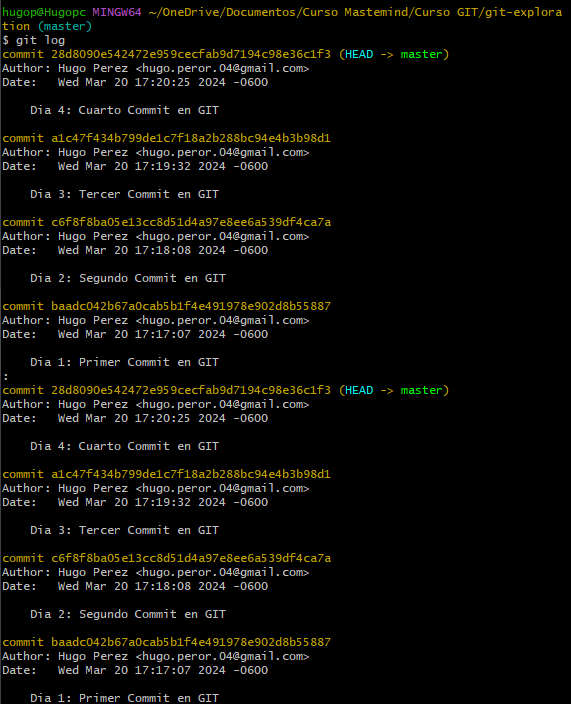 hugop@Hugopc MINGW64 ~/OneDrive/Documentos/Curso Mastemind/Curso GIT/git-explora
tion (master)
$ git log
commit 28d8090e542472e959cecfab9d7194c98e36c1f3 (HEAD -> master)
Author: Hugo Perez <hugo.peror.04@gmail.com>
Date:   Wed Mar 20 17:20:25 2024 -0600

    Dia 4: Cuarto Commit en GIT

commit a1c47f434b799de1c7f18a2b288bc94e4b3b98d1
Author: Hugo Perez <hugo.peror.04@gmail.com>
Date:   Wed Mar 20 17:19:32 2024 -0600

    Dia 3: Tercer Commit en GIT

commit c6f8f8ba05e13cc8d51d4a97e8ee6a539df4ca7a
Author: Hugo Perez <hugo.peror.04@gmail.com>
Date:   Wed Mar 20 17:18:08 2024 -0600

    Dia 2: Segundo Commit en GIT

commit baadc042b67a0cab5b1f4e491978e902d8b55887
Author: Hugo Perez <hugo.peror.04@gmail.com>
Date:   Wed Mar 20 17:17:07 2024 -0600

    Dia 1: Primer Commit en GIT
:
commit 28d8090e542472e959cecfab9d7194c98e36c1f3 (HEAD -> master)
Author: Hugo Perez <hugo.peror.04@gmail.com>
Date:   Wed Mar 20 17:20:25 2024 -0600

    Dia 4: Cuarto Commit en GIT

commit a1c47f434b799de1c7f18a2b288bc94e4b3b98d1
Author: Hugo Perez <hugo.peror.04@gmail.com>
Date:   Wed Mar 20 17:19:32 2024 -0600

    Dia 3: Tercer Commit en GIT

commit c6f8f8ba05e13cc8d51d4a97e8ee6a539df4ca7a
Author: Hugo Perez <hugo.peror.04@gmail.com>
Date:   Wed Mar 20 17:18:08 2024 -0600

    Dia 2: Segundo Commit en GIT

commit baadc042b67a0cab5b1f4e491978e902d8b55887
Author: Hugo Perez <hugo.peror.04@gmail.com>
Date:   Wed Mar 20 17:17:07 2024 -0600

    Dia 1: Primer Commit en GIT